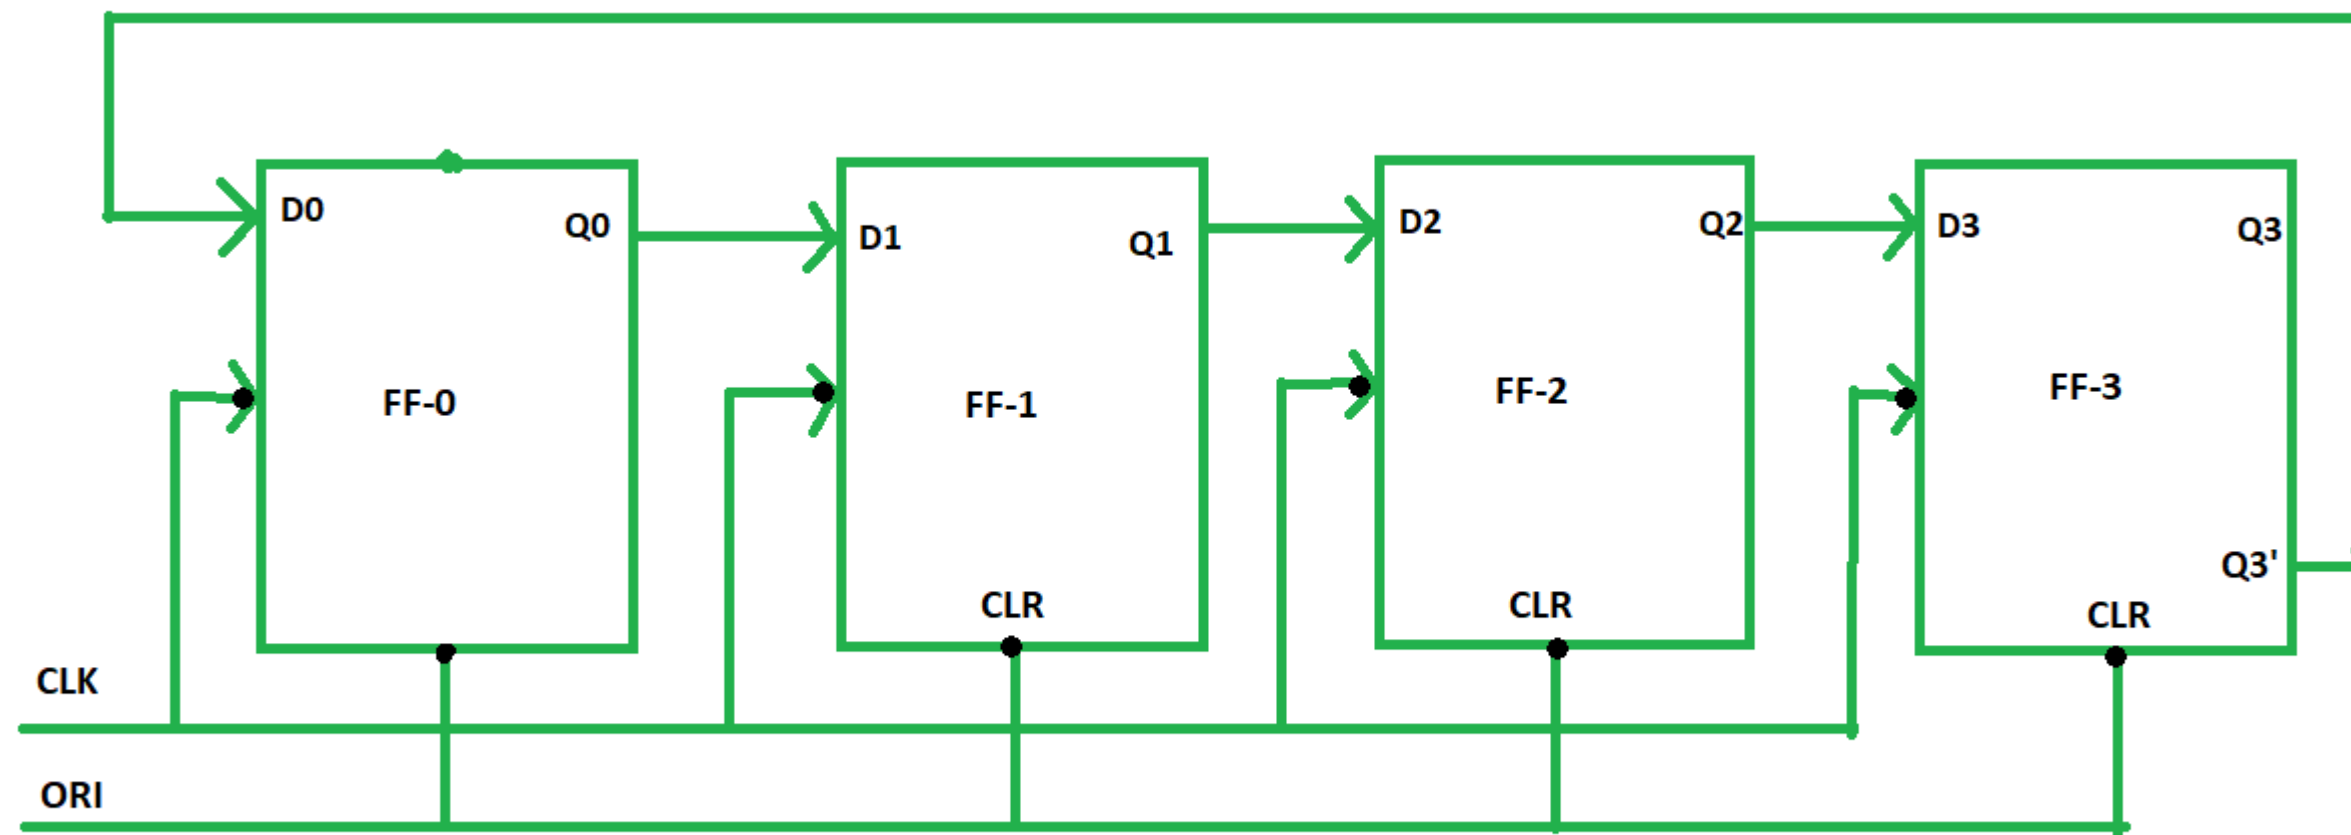 D0
Q0
D1
Q1
D2
Q2
D3
Q3
FF-0
FF-1
FF-2
FF-3
Q3'
CLR
CLR
CLR
CLK
ORI